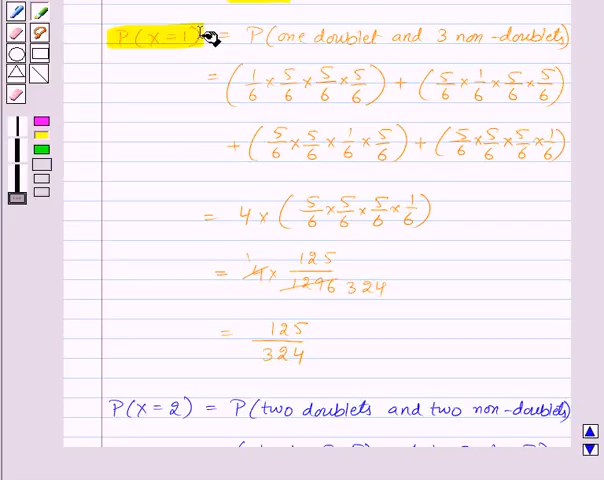 P(X=1) = P(one doublet and 3 non-doublets)
= (1/6 × 5/6 × 5/6 × 5/6) + (5/6 × 1/6 × 5/6 × 5/6)
+ (5/6 × 5/6 × 1/6 × 5/6) + (5/6 × 5/6 × 5/6 × 1/6)
= 4 × (5/6 × 5/6 × 5/6 × 1/6)
= 1 4 × 125/1296 324
= 125/324
P(X=2) = P(two doublets and two non-doublets)